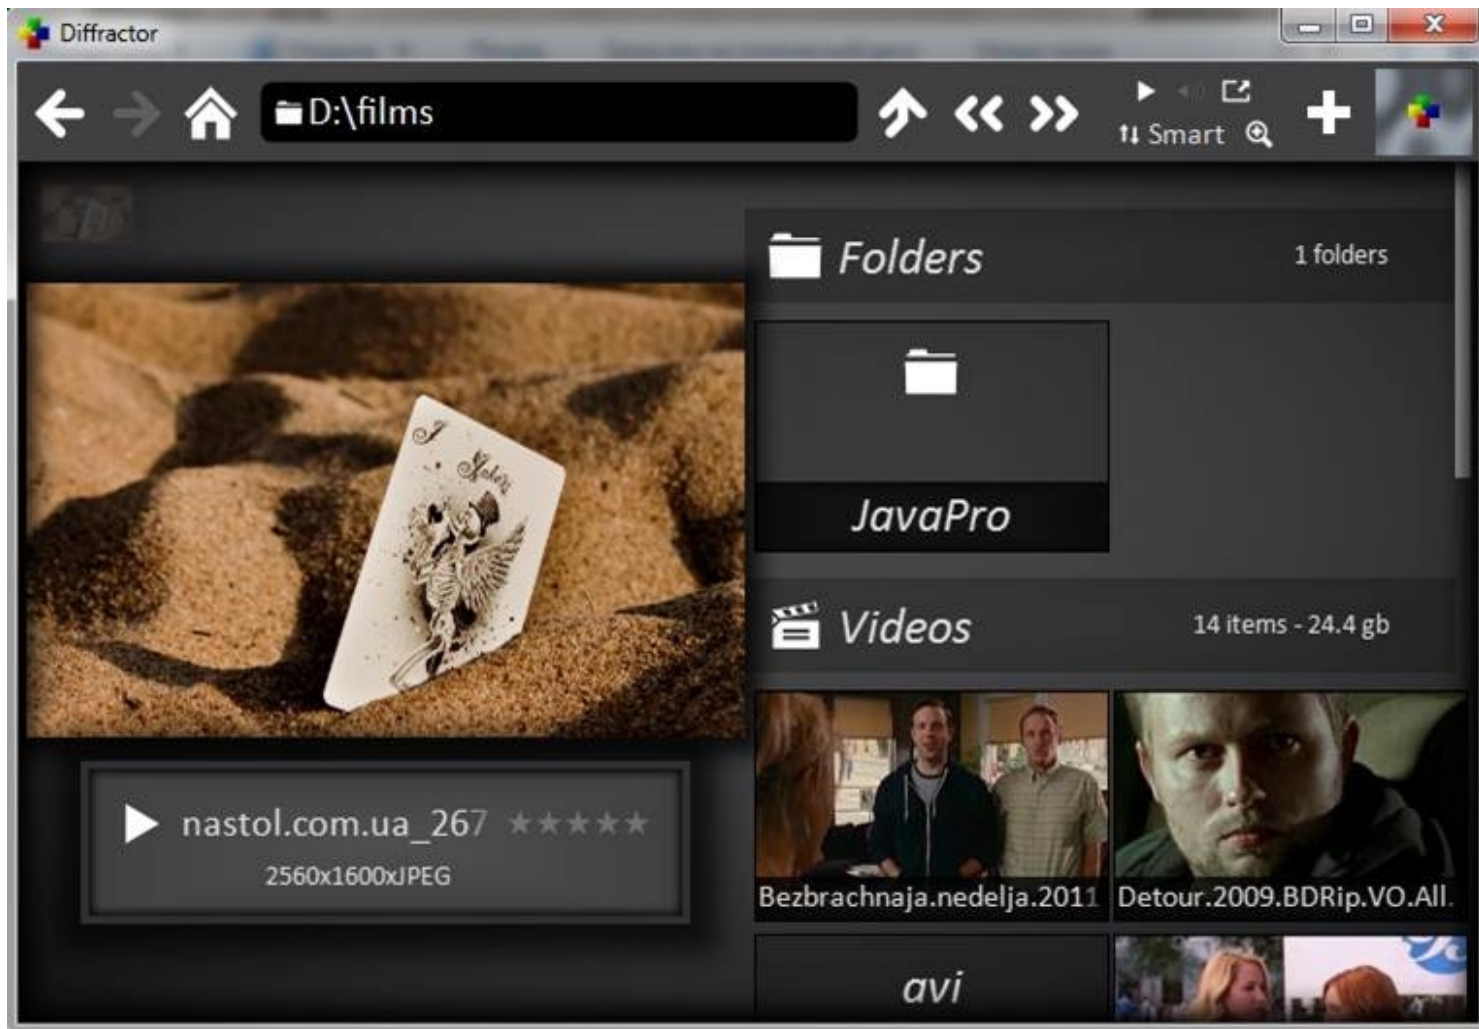 Diffractor
D:\films
Smart
Folders
1 folders
JavaPro
Videos
14 items - 24.4 gb
J
Joker
nastol.com.ua_267
2560x1600xJPEG
Bezbrachnaja.nedelja.2011
Detour.2009.BDRip.VO.All.
avi